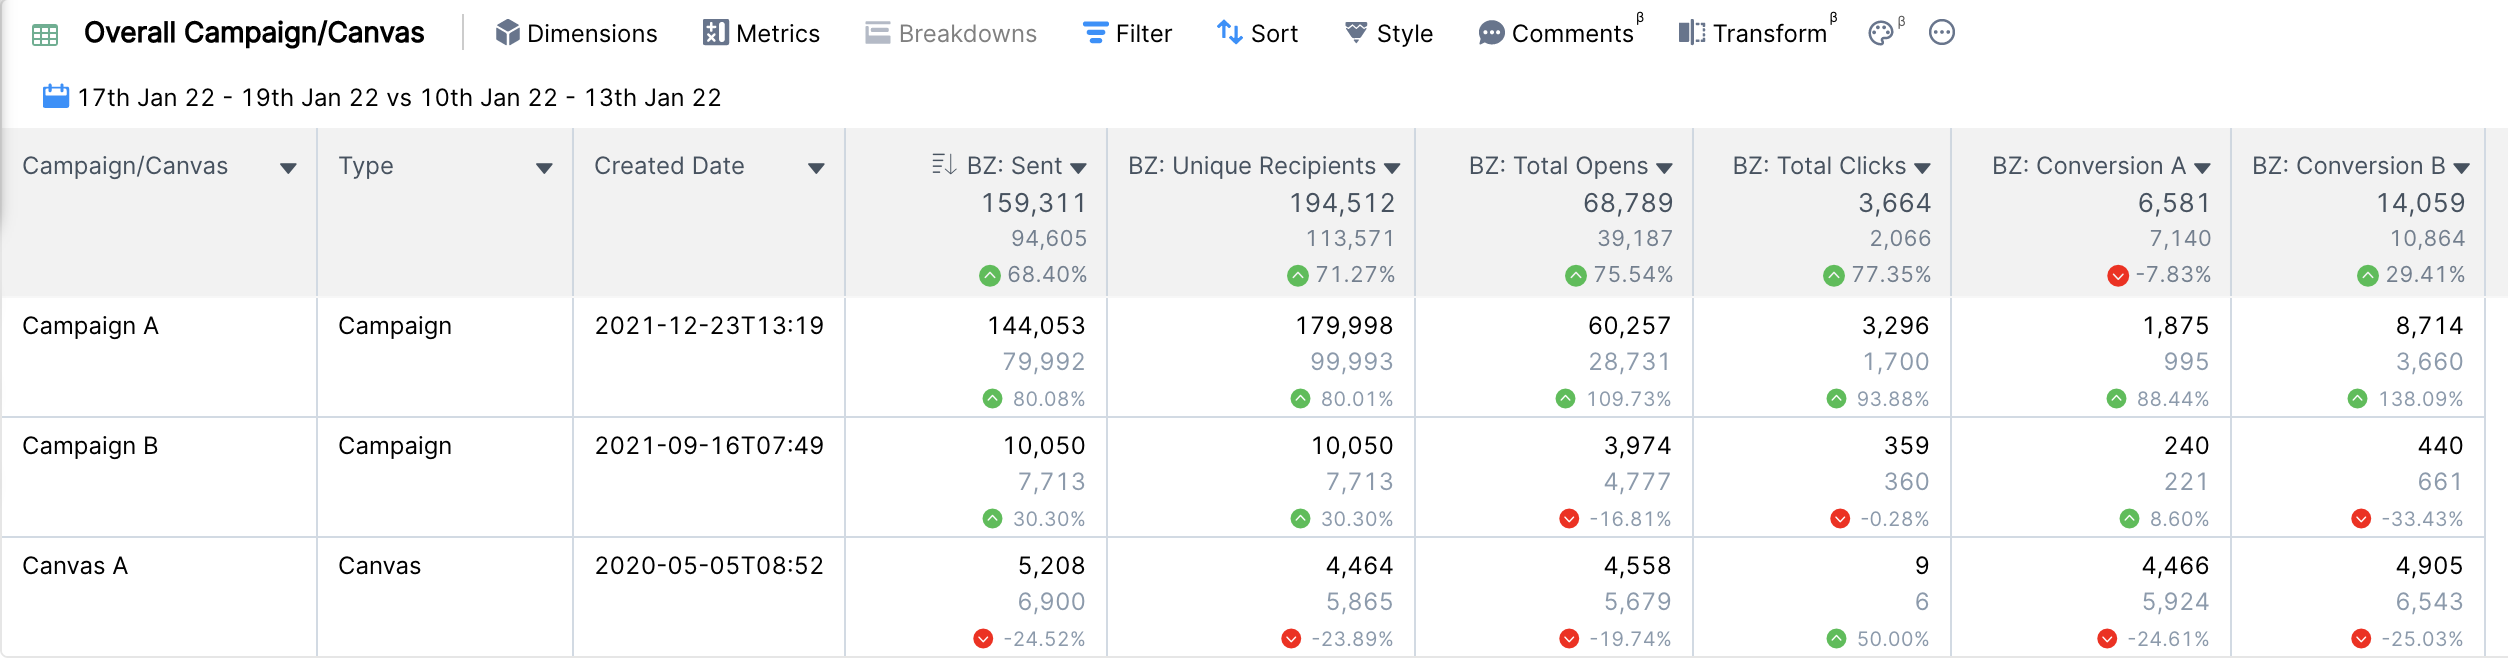 Overall Campaign/Canvas Dimensions Metrics Breakdowns Filter Sort Style Comments β Transform β β
17th Jan 22 - 19th Jan 22 vs 10th Jan 22 - 13th Jan 22
Campaign/Canvas Type Created Date BZ: Sent BZ: Unique Recipients BZ: Total Opens BZ: Total Clicks BZ: Conversion A BZ: Conversion B
159,311 194,512 68,789 3,664 6,581 14,059
94,605 113,571 39,187 2,066 7,140 10,864
68.40% 71.27% 75.54% 77.35% -7.83% 29.41%
Campaign A Campaign 2021-12-23T13:19 144,053 179,998 60,257 3,296 1,875 8,714
79,992 99,993 28,731 1,700 995 3,660
80.08% 80.01% 109.73% 93.88% 88.44% 138.09%
Campaign B Campaign 2021-09-16T07:49 10,050 10,050 3,974 359 240 440
7,713 7,713 4,777 360 221 661
30.30% 30.30% -16.81% -0.28% 8.60% -33.43%
Canvas A Canvas 2020-05-05T08:52 5,208 4,464 4,558 9 4,466 4,905
6,900 5,865 5,679 6 5,924 6,543
-24.52% -23.89% -19.74% 50.00% -24.61% -25.03%